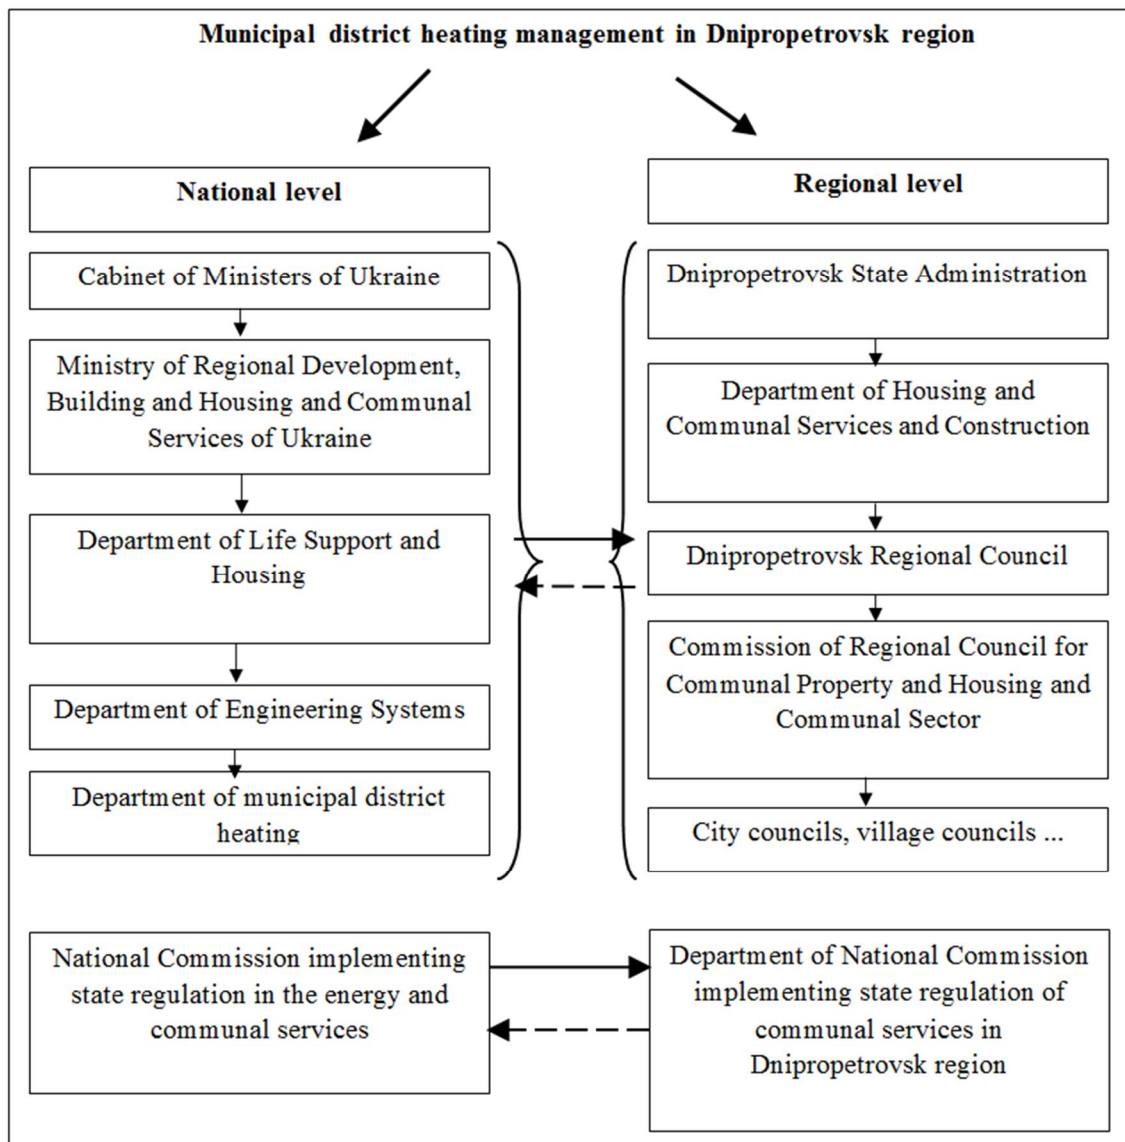 Municipal district heating management in Dnipropetrovsk region
National level
Cabinet of Ministers of Ukraine
Ministry of Regional Development,
Building and Housing and Communal
Services of Ukraine
Department of Life Support and
Housing
Department of Engineering Systems
Department of municipal district
heating
Regional level
Dnipropetrovsk State Administration
Department of Housing and
Communal Services and Construction
Dnipropetrovsk Regional Council
Commission of Regional Council for
Communal Property and Housing and
Communal Sector
City councils, village councils ...
National Commission implementing
state regulation in the energy and
communal services
Department of National Commission
implementing state regulation of
communal services in
Dnipropetrovsk region